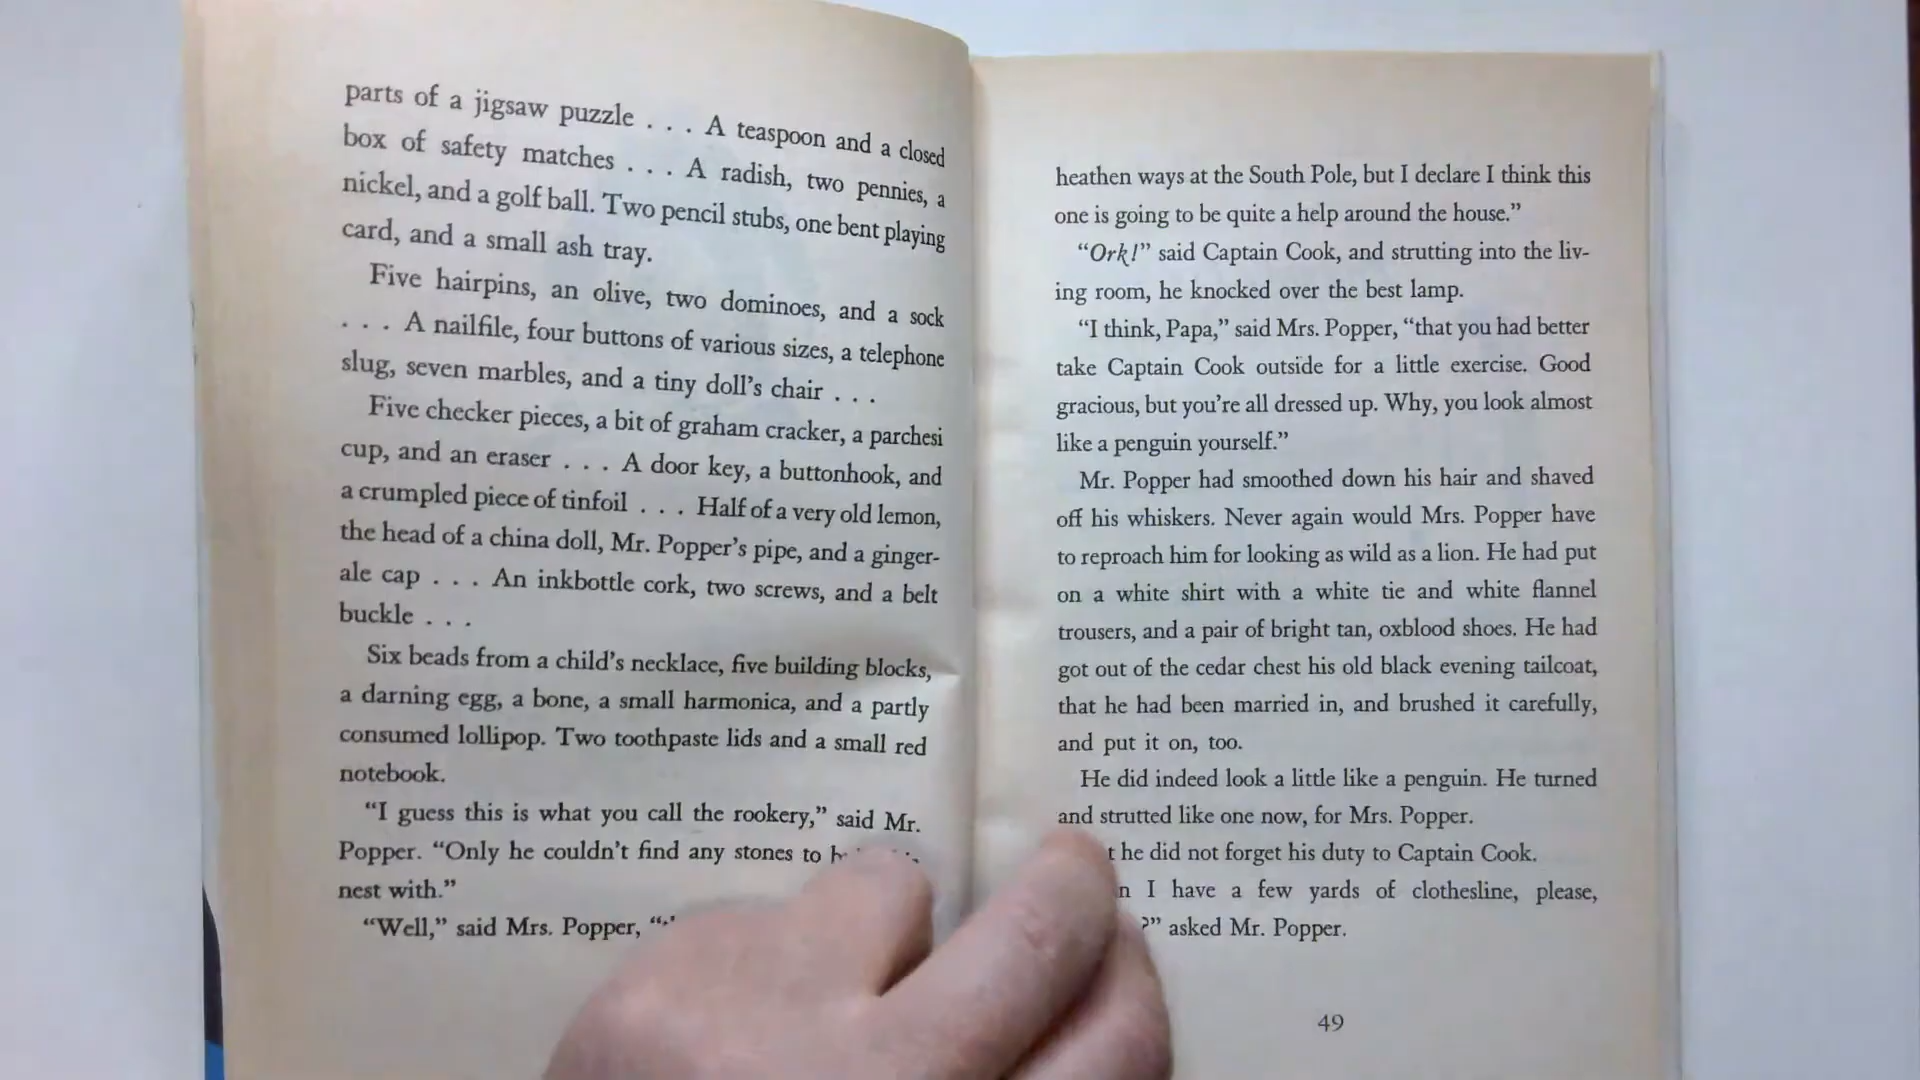 parts of a jigsaw puzzle . . . A teaspoon and a closed
box of safety matches . . . A radish, two pennies, a
nickel, and a golf ball. Two pencil stubs, one bent playing
card, and a small ash tray.
Five hairpins, an olive, two dominoes, and a sock
. . . A nailfile, four buttons of various sizes, a telephone
slug, seven marbles, and a tiny doll’s chair . . .
Five checker pieces, a bit of graham cracker, a parchesi
cup, and an eraser . . . A door key, a buttonhook, and
a crumpled piece of tinfoil . . . Half of a very old lemon,
the head of a china doll, Mr. Popper’s pipe, and a ginger-
ale cap . . . An inkbottle cork, two screws, and a belt
buckle . . .
Six beads from a child’s necklace, five building blocks,
a darning egg, a bone, a small harmonica, and a partly
consumed lollipop. Two toothpaste lids and a small red
notebook.
“I guess this is what you call the rookery,” said Mr.
Popper. “Only he couldn’t find any stones to
nest with.”
“Well,” said Mrs. Popper,
heathen ways at the South Pole, but I declare I think this
one is going to be quite a help around the house.”
“Ork!” said Captain Cook, and strutting into the liv-
ing room, he knocked over the best lamp.
“I think, Papa,” said Mrs. Popper, “that you had better
take Captain Cook outside for a little exercise. Good
gracious, but you’re all dressed up. Why, you look almost
like a penguin yourself.”
Mr. Popper had smoothed down his hair and shaved
off his whiskers. Never again would Mrs. Popper have
to reproach him for looking as wild as a lion. He had put
on a white shirt with a white tie and white flannel
trousers, and a pair of bright tan, oxblood shoes. He had
got out of the cedar chest his old black evening tailcoat,
that he had been married in, and brushed it carefully,
and put it on, too.
He did indeed look a little like a penguin. He turned
and strutted like one now, for Mrs. Popper.
he did not forget his duty to Captain Cook.
I have a few yards of clothesline, please,
asked Mr. Popper.
49